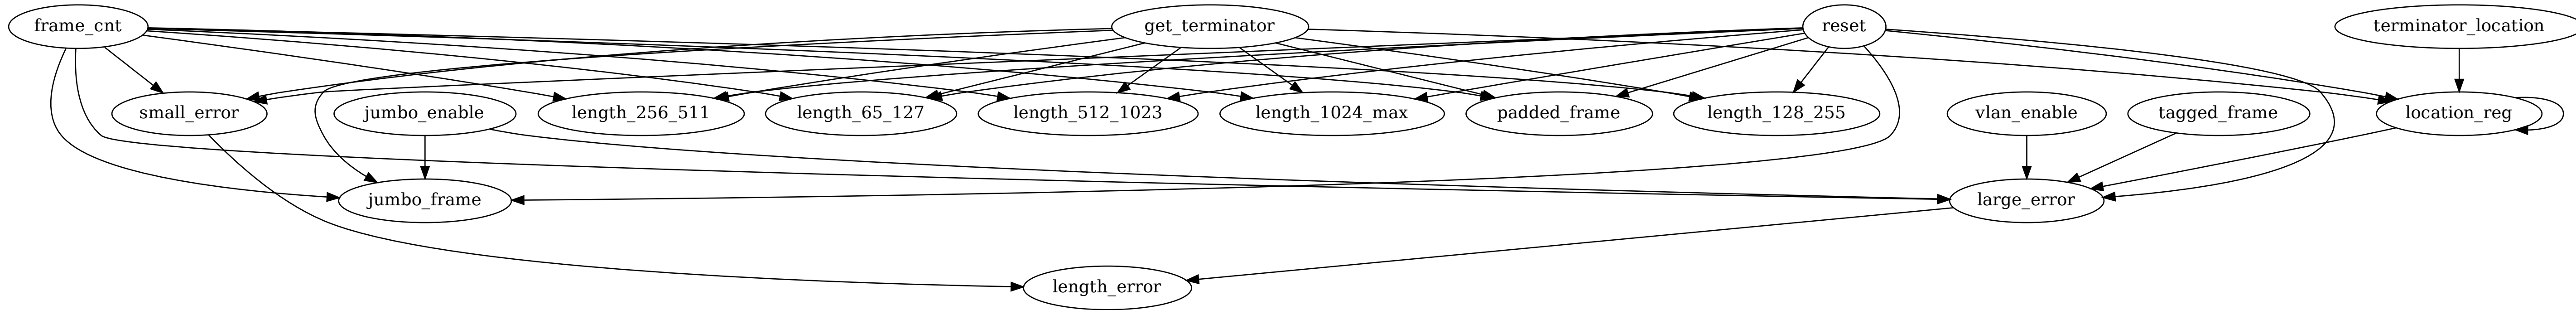 frame_cnt
get_terminator
reset
terminator_location
small_error
jumbo_enable
length_256_511
length_65_127
length_512_1023
length_1024_max
padded_frame
length_128_255
vlan_enable
tagged_frame
location_reg
jumbo_frame
large_error
length_error